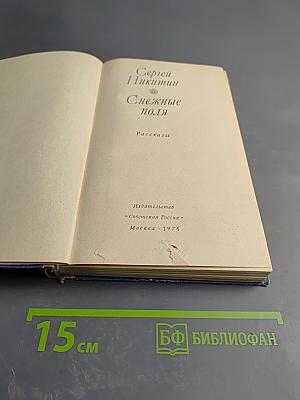 Сергей
Никитин
Снежные
поля
Рассказы
Издательство
«Советская Россия»
Москва · 1976
15 см
БФ БИБЛИОФАН